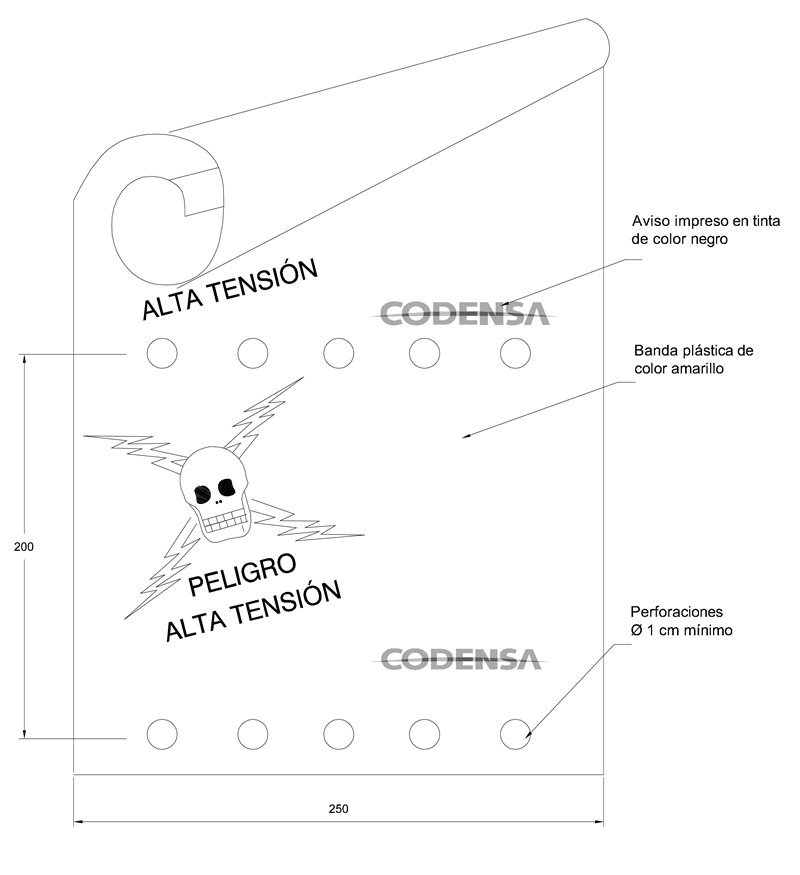 Aviso impreso en tinta
de color negro
ALTA TENSIÓN
CODENSA
Banda plástica de
color amarillo
200
PELIGRO
ALTA TENSIÓN
Perforaciones
Ø 1 cm mínimo
CODENSA
250